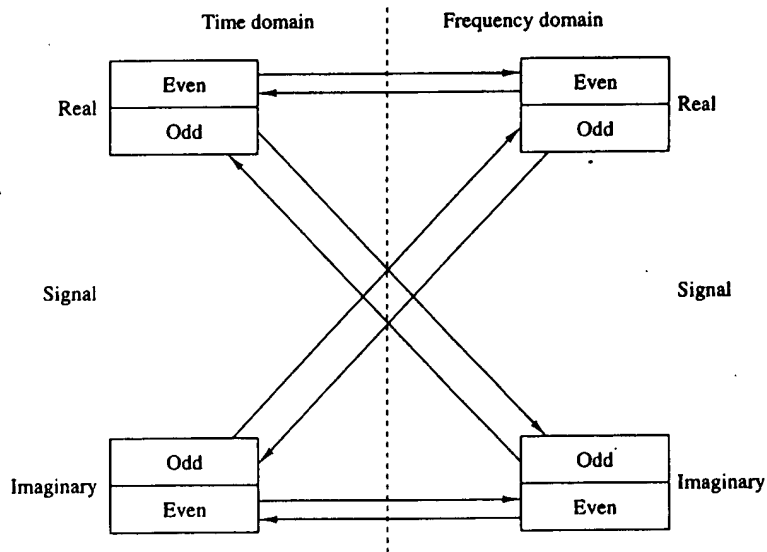 Time domain
Frequency domain
Even
Even
Real
Real
Odd
Odd
Signal
Signal
Odd
Odd
Imaginary
Imaginary
Even
Even